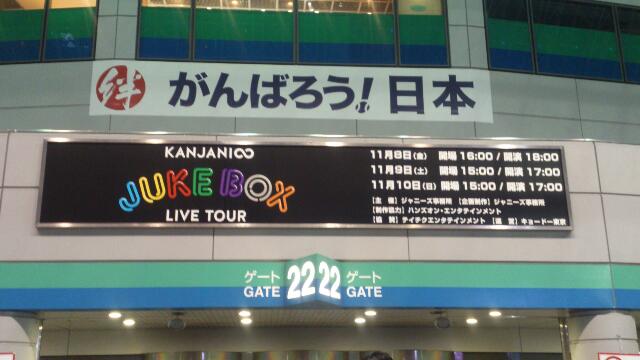 絆 がんばろう!日本
KANJANI∞
JUKE BOX
LIVE TOUR
11月8日(金) 開場 16:00 / 開演 18:00
11月9日(土) 開場 15:00 / 開演 17:00
11月10日(日) 開場 15:00 / 開演 17:00
[主 催] ジャニーズ事務所 [企画制作] ジャニーズ事務所
[制作協力] ハンズオン・エンタテインメント
[協 賛] テイチクエンタテインメント [運 営] キョードー東京
ゲート 22 22 ゲート
GATE GATE